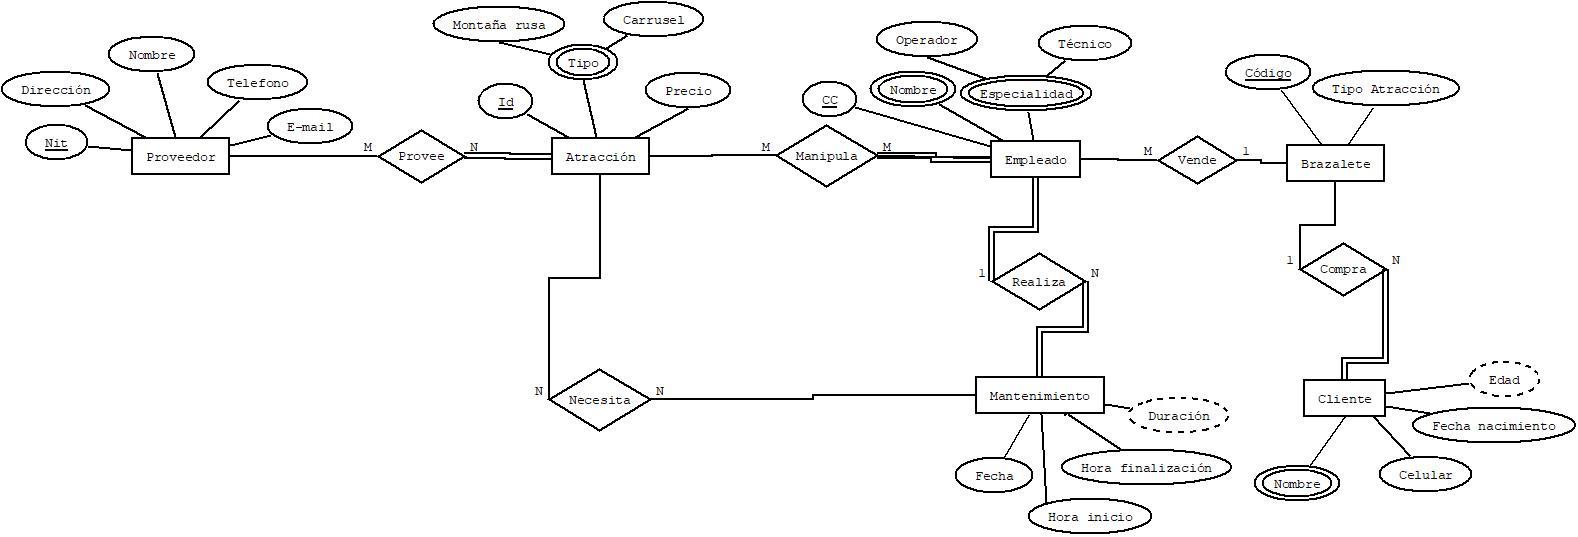 Montaña rusa
Carrusel
Operador
Técnico
Nombre
Tipo
Código
Dirección
Telefono
Id
Precio
CC
Nombre
Especialidad
Tipo Atracción
Nit
E-mail
Proveedor
M
Provee
N
Atracción
M
Manipula
M
Empleado
M
Vende
1
Brazalete
1
Realiza
N
1
Compra
N
N
Necesita
N
Mantenimiento
Duración
Edad
Cliente
Fecha nacimiento
Fecha
Hora finalización
Hora inicio
Nombre
Celular